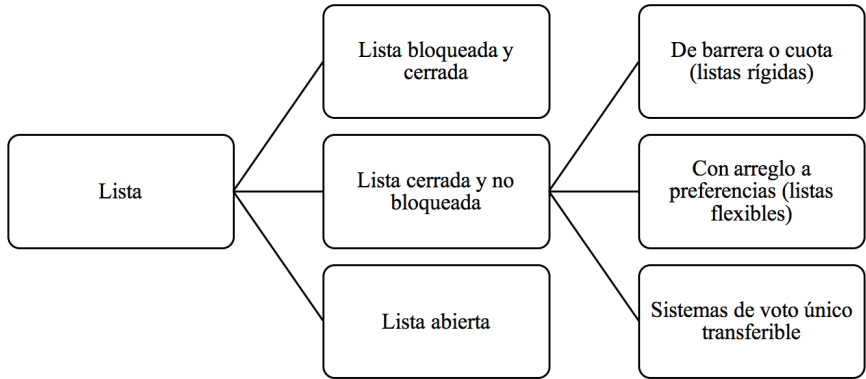 Lista
Lista bloqueada y
cerrada
Lista cerrada y no
bloqueada
Lista abierta
De barrera o cuota
(listas rígidas)
Con arreglo a
preferencias (listas
flexibles)
Sistemas de voto único
transferible